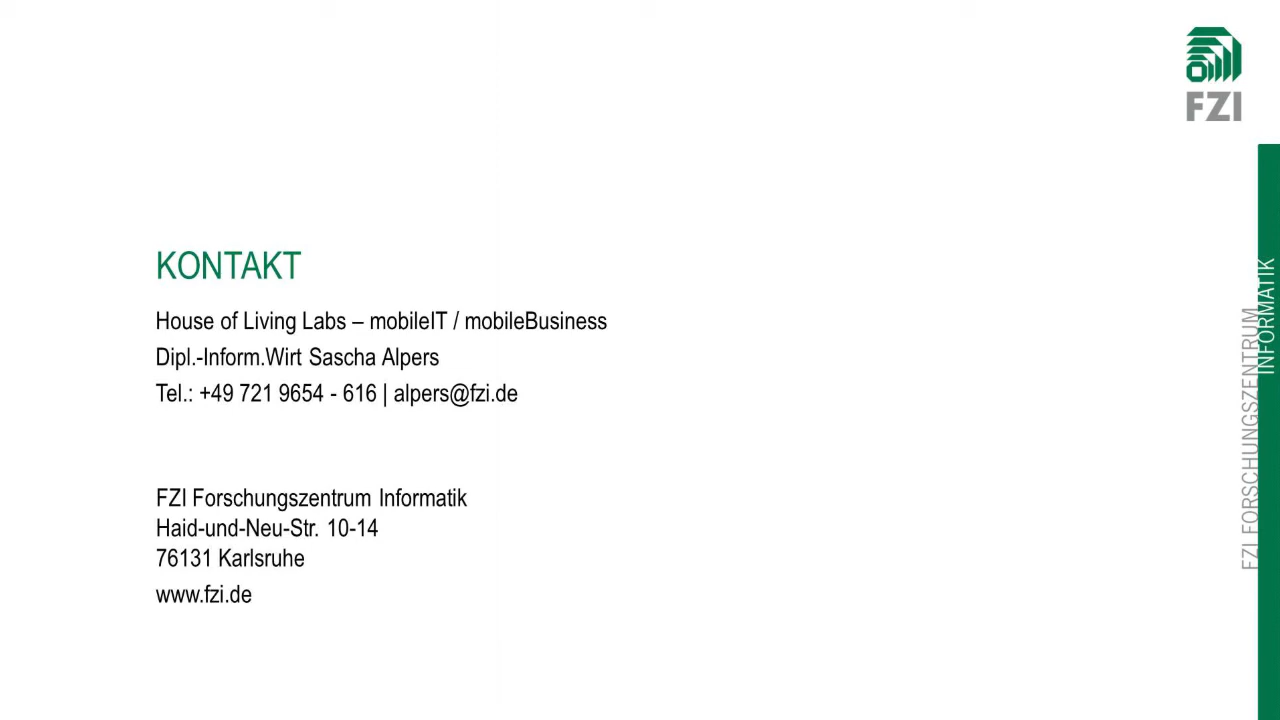 FZI
KONTAKT
House of Living Labs – mobileIT / mobileBusiness
Dipl.-Inform.Wirt Sascha Alpers
Tel.: +49 721 9654 - 616 | alpers@fzi.de
FZI Forschungszentrum Informatik
Haid-und-Neu-Str. 10-14
76131 Karlsruhe
www.fzi.de
FZI FORSCHUNGSZENTRUM
INFORMATIK